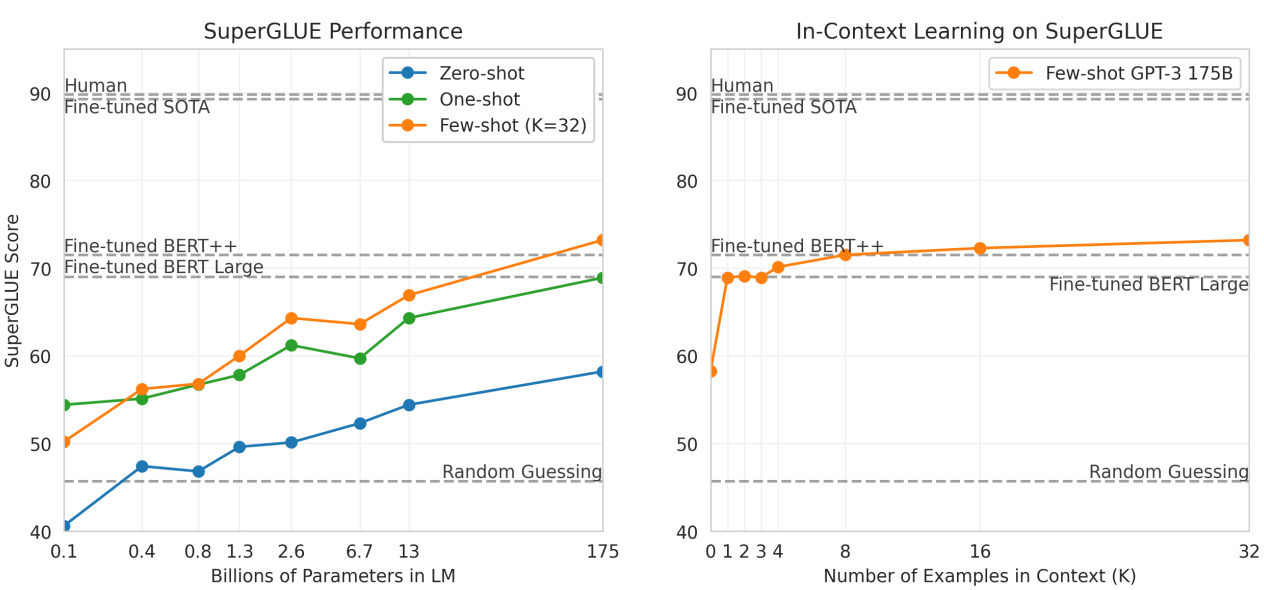 SuperGLUE Performance
SuperGLUE Score
90
80
70
60
50
40
Human
Fine-tuned SOTA
Fine-tuned BERT++
Fine-tuned BERT Large
Random Guessing
Zero-shot
One-shot
Few-shot (K=32)
0.1 0.4 0.8 1.3 2.6 6.7 13 175
Billions of Parameters in LM
In-Context Learning on SuperGLUE
90
80
70
60
50
40
Human
Fine-tuned SOTA
Fine-tuned BERT++
Fine-tuned BERT Large
Random Guessing
Few-shot GPT-3 175B
0 1 2 3 4 8 16 32
Number of Examples in Context (K)